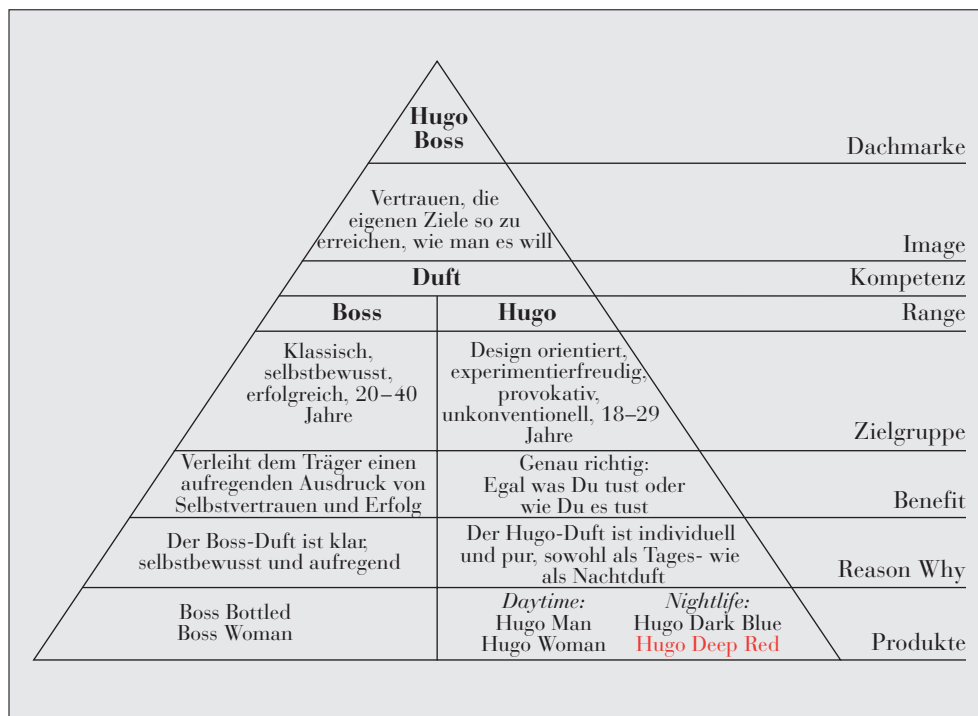 Hugo
Boss
Dachmarke
Vertrauen, die
eigenen Ziele so zu
erreichen, wie man es will
Image
Duft
Kompetenz
Boss
Hugo
Range
Klassisch,
selbstbewusst,
erfolgreich, 20–40
Jahre
Design orientiert,
experimentierfreudig,
provokativ,
unkonventionell, 18–29
Jahre
Zielgruppe
Verleiht dem Träger einen
aufregenden Ausdruck von
Selbstvertrauen und Erfolg
Genau richtig:
Egal was Du tust oder
wie Du es tust
Benefit
Der Boss-Duft ist klar,
selbstbewusst und aufregend
Der Hugo-Duft ist individuell
und pur, sowohl als Tages- wie
als Nachtduft
Reason Why
Boss Bottled
Boss Woman
Daytime:
Hugo Man
Hugo Woman
Nightlife:
Hugo Dark Blue
Hugo Deep Red
Produkte